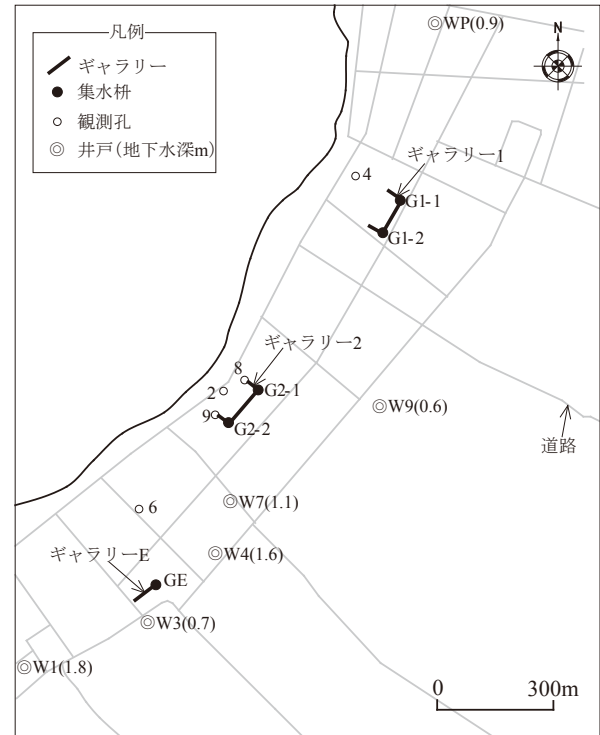 凡例
ギャラリー
集水枡
観測孔
井戸(地下水深m)
WP(0.9)
N
ギャラリー1
4
G1-1
G1-2
ギャラリー2
8
2
G2-1
9
G2-2
W9(0.6)
道路
W7(1.1)
6
W4(1.6)
ギャラリーE
GE
W3(0.7)
W1(1.8)
0 300m